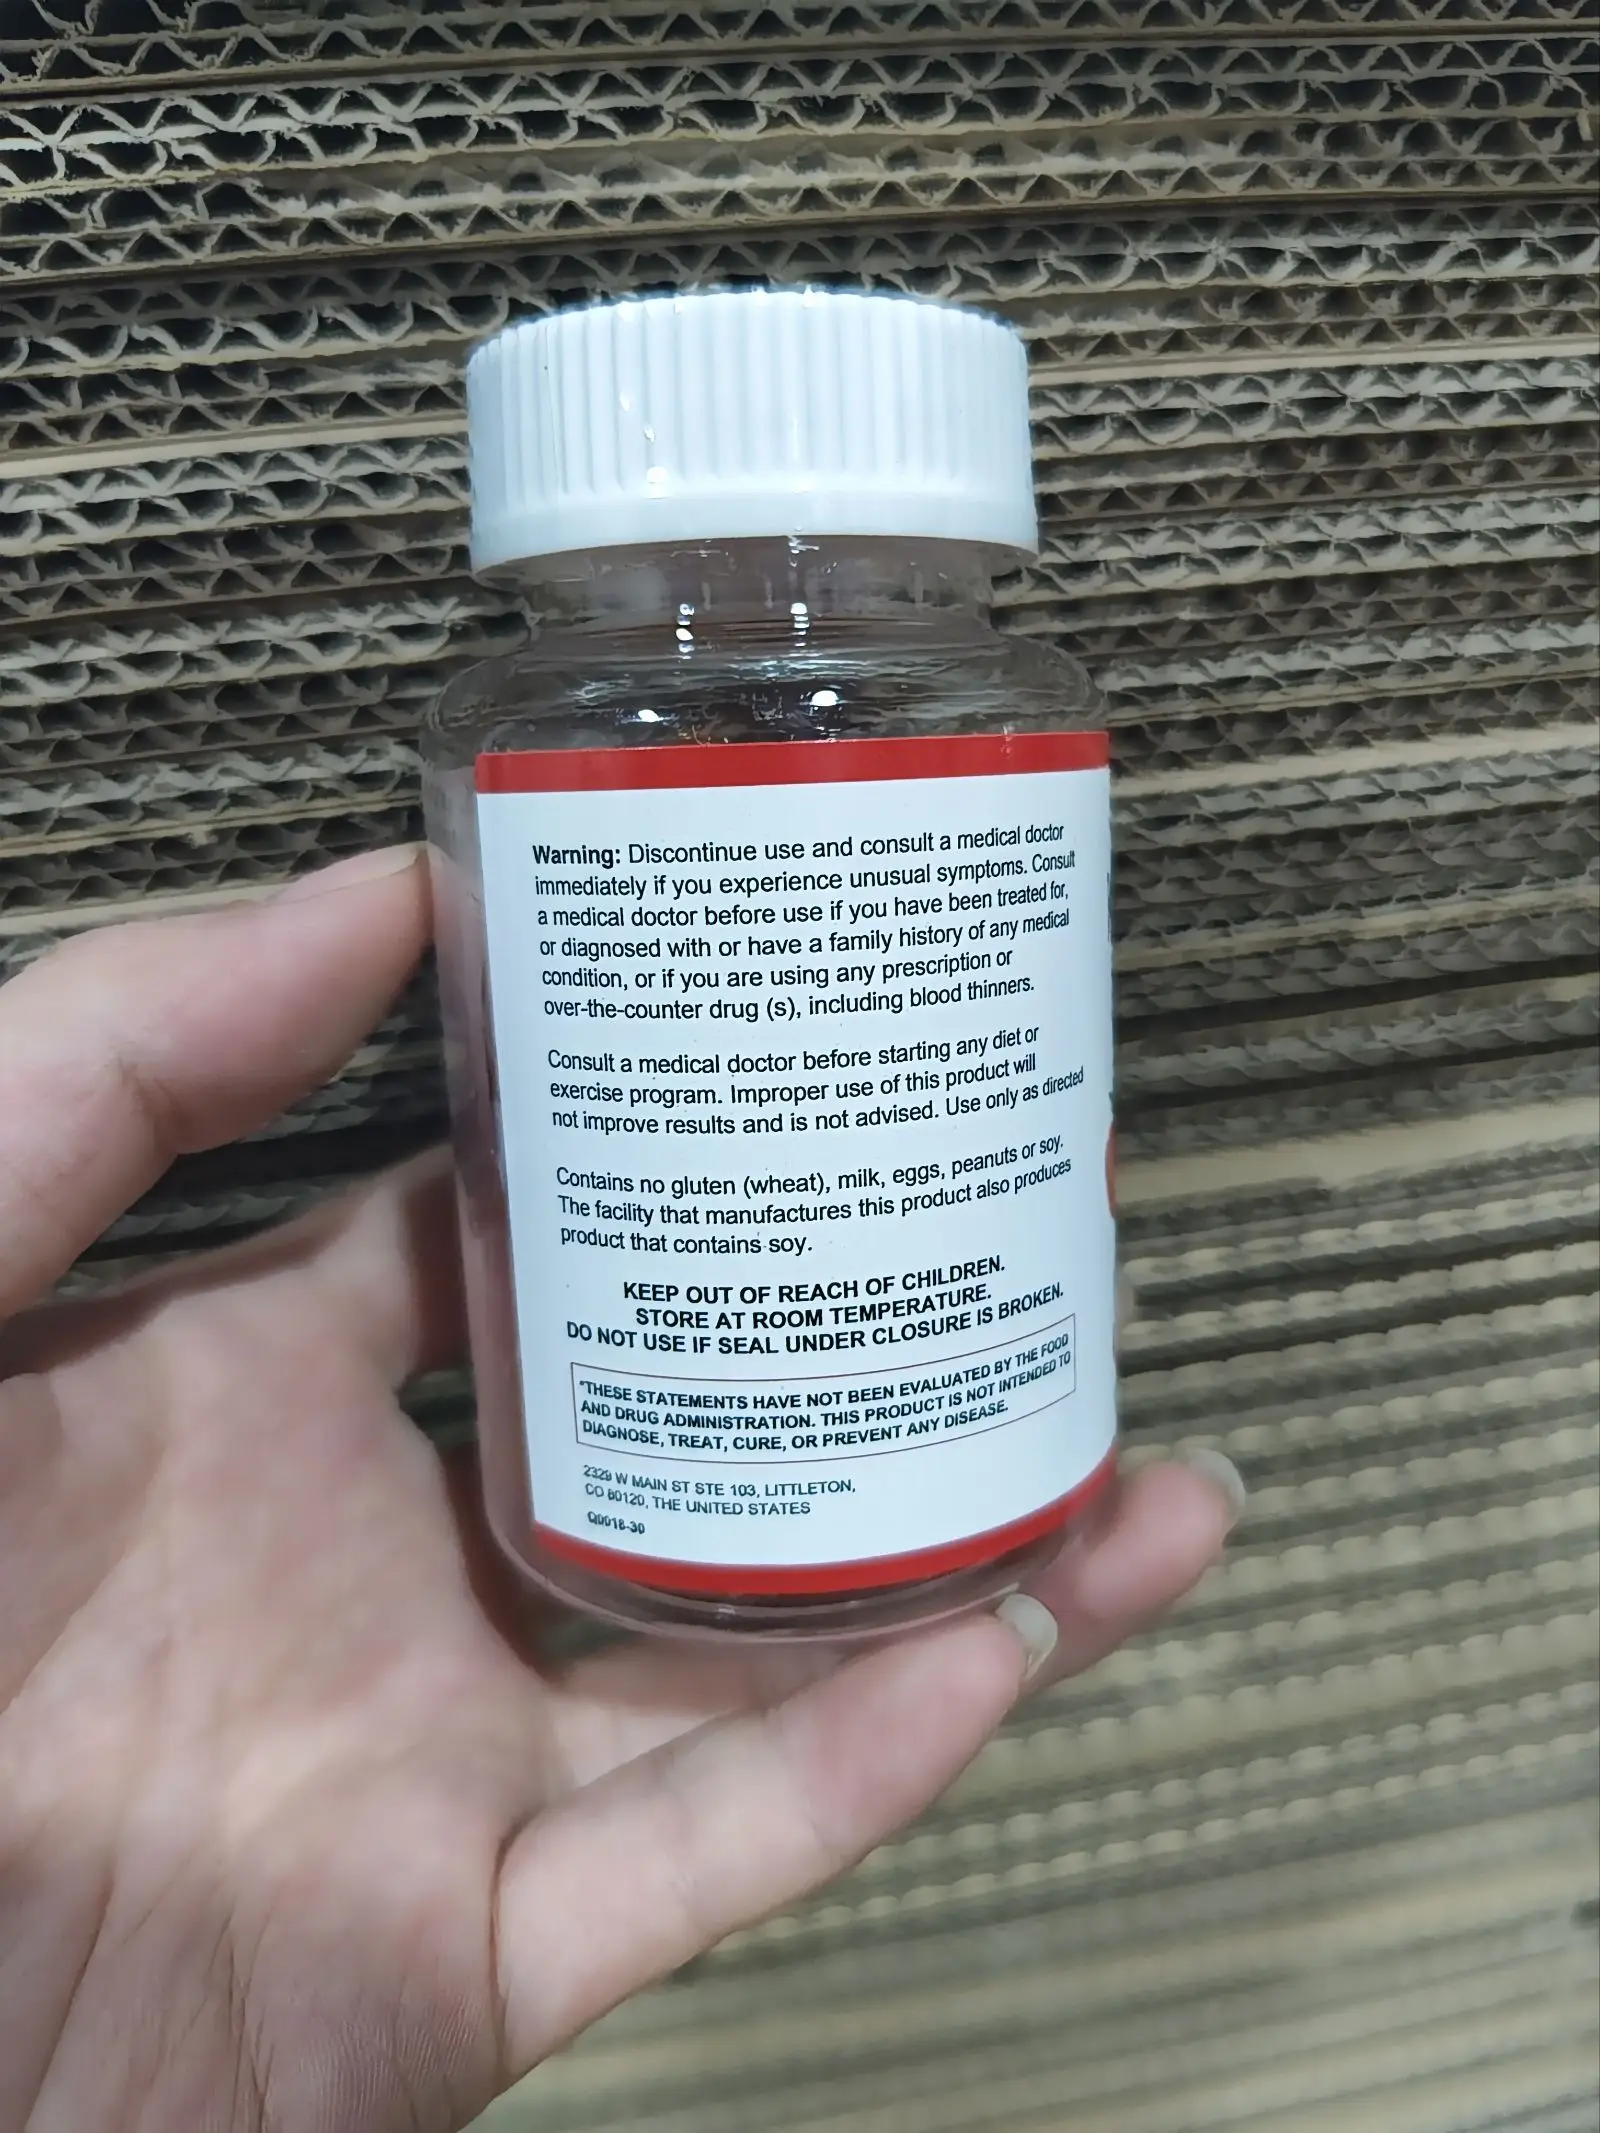 Warning: Discontinue use and consult a medical doctor
immediately if you experience unusual symptoms. Consult
a medical doctor before use if you have been treated for,
or diagnosed with or have a family history of any medical
condition, or if you are using any prescription or
over-the-counter drug (s), including blood thinners.
Consult a medical doctor before starting any diet or
exercise program. Improper use of this product will
not improve results and is not advised. Use only as directed
Contains no gluten (wheat), milk, eggs, peanuts or soy.
The facility that manufactures this product also produces
product that contains soy.
KEEP OUT OF REACH OF CHILDREN.
STORE AT ROOM TEMPERATURE.
DO NOT USE IF SEAL UNDER CLOSURE IS BROKEN.
*THESE STATEMENTS HAVE NOT BEEN EVALUATED BY THE FOOD
AND DRUG ADMINISTRATION. THIS PRODUCT IS NOT INTENDED TO
DIAGNOSE, TREAT, CURE, OR PREVENT ANY DISEASE.
2329 W MAIN ST STE 103, LITTLETON,
CO 80120, THE UNITED STATES
Q0018-30